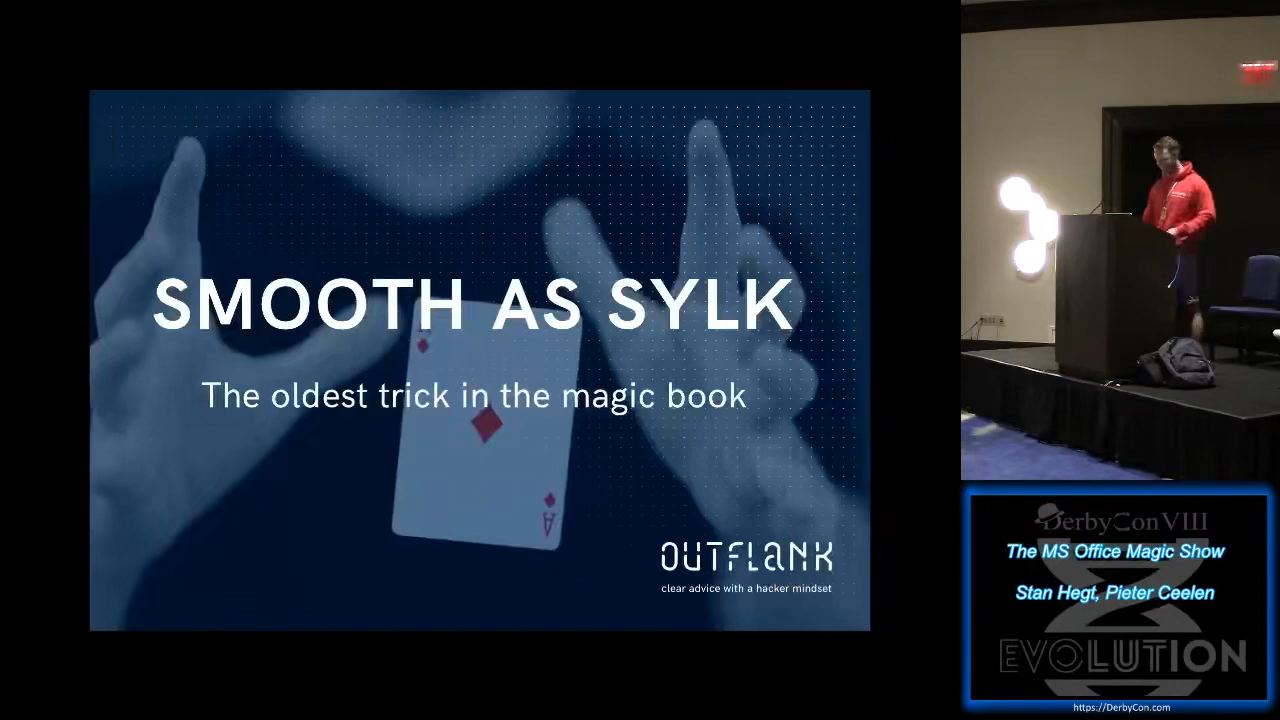 SMOOTH AS SYLK
The oldest trick in the magic book
A
OUTFLANK
clear advice with a hacker mindset
DerbyCon VIII
The MS Office Magic Show
Stan Hegt, Pieter Ceelen
EVOLUTION
https://DerbyCon.com